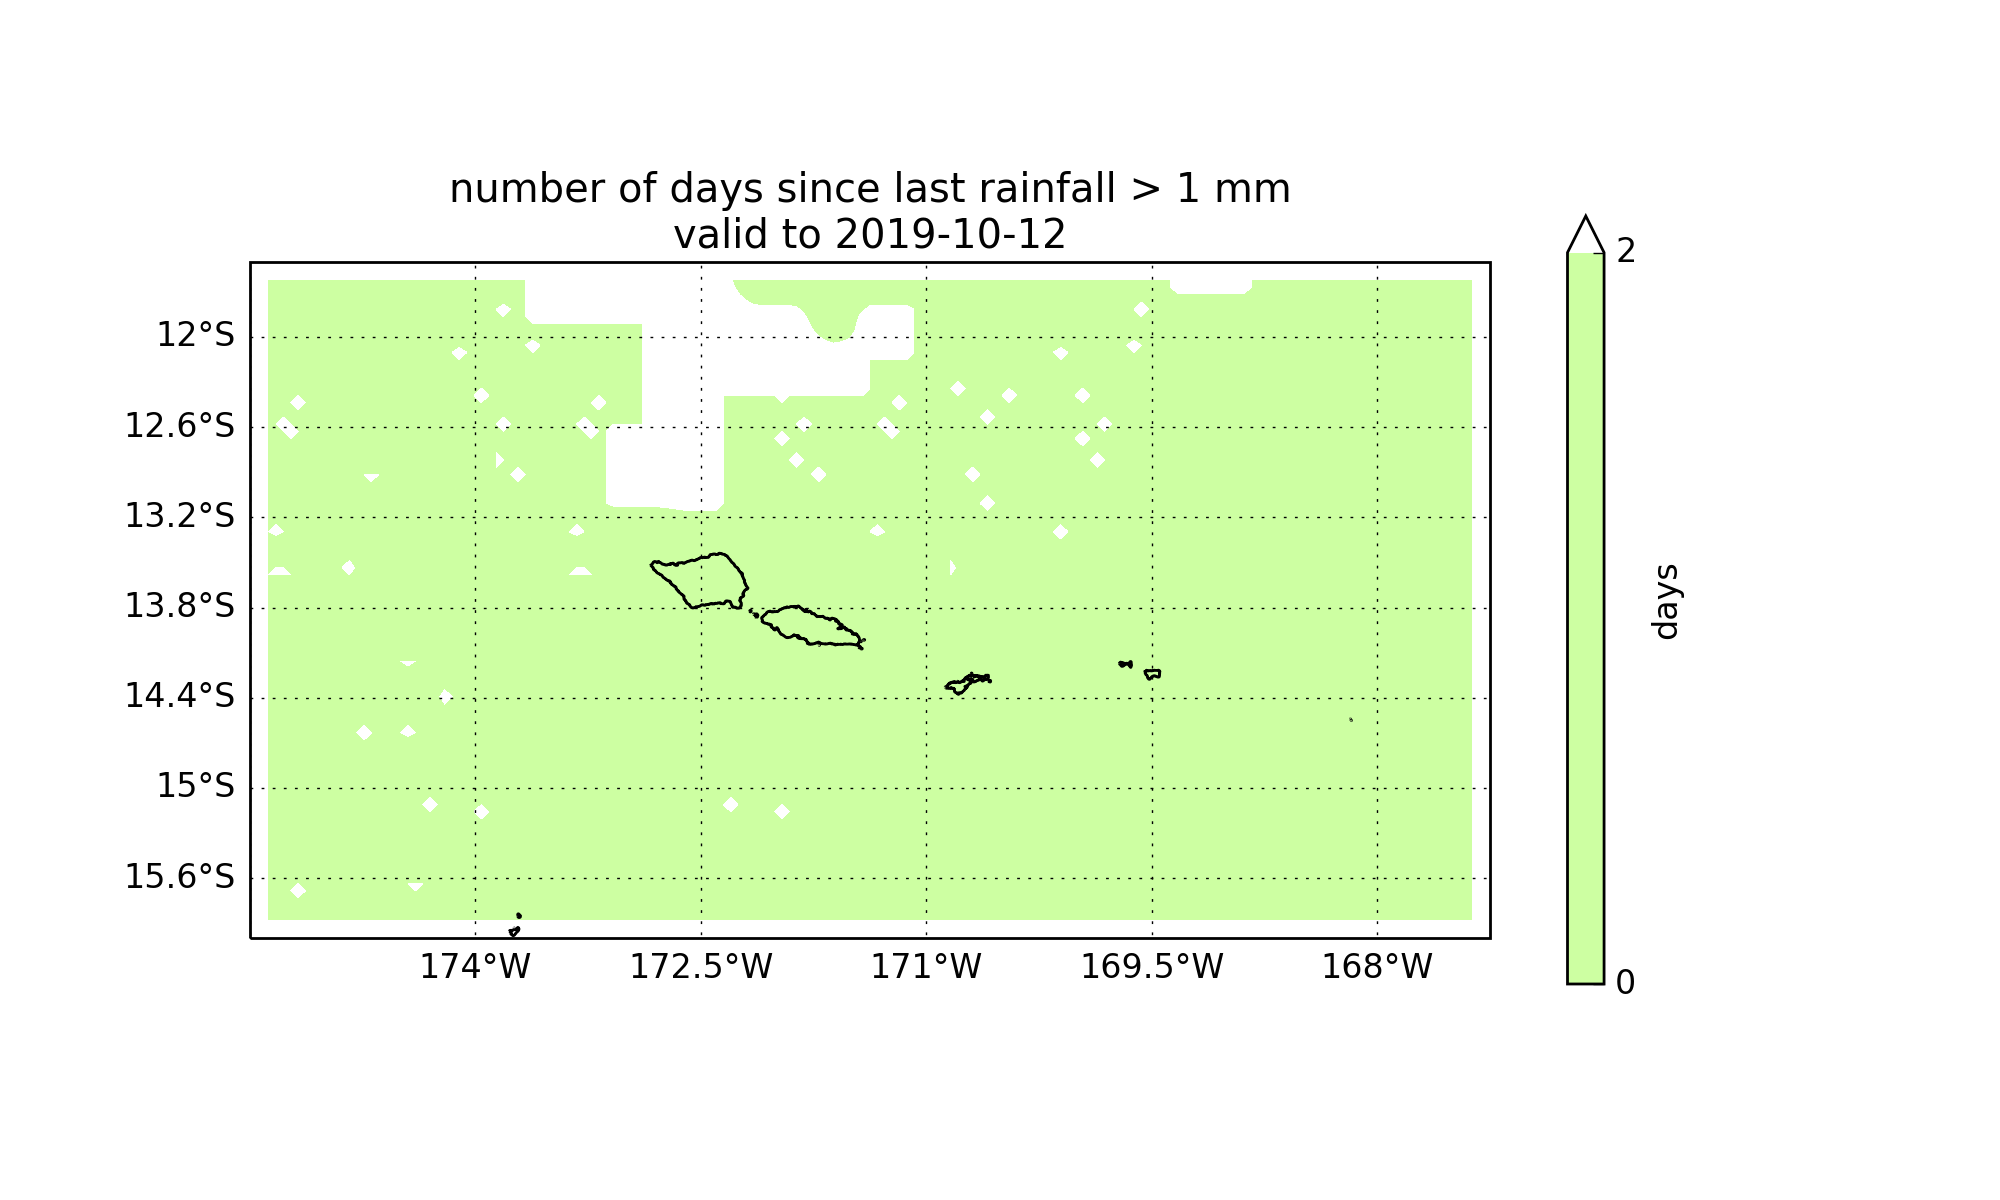 number of days since last rainfall > 1 mm
valid to 2019-10-12
2
12°S
12.6°S
13.2°S
13.8°S
14.4°S
15°S
15.6°S
days
0
174°W 172.5°W 171°W 169.5°W 168°W